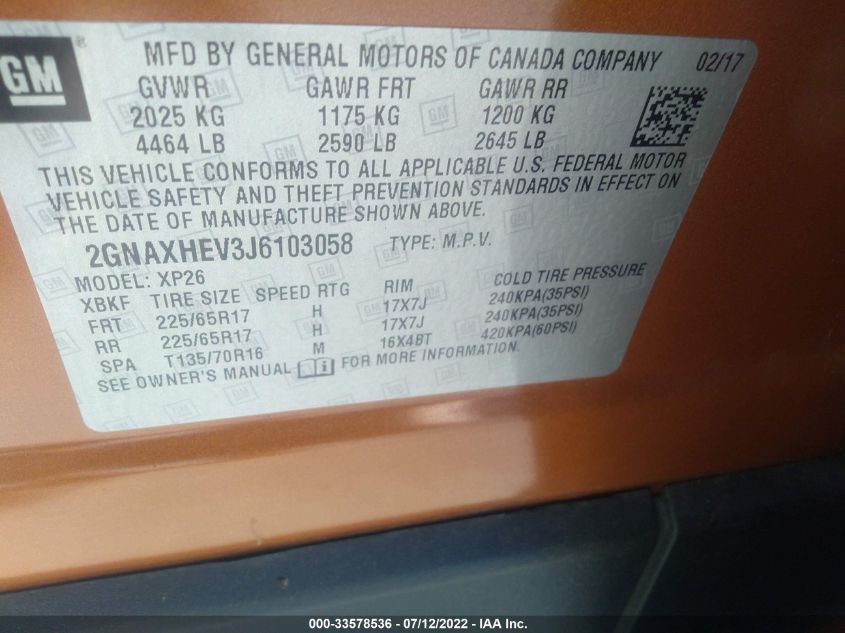 GM ®
MFD BY GENERAL MOTORS OF CANADA COMPANY 02/17
GVWR GAWR FRT GAWR RR
2025 KG 1175 KG 1200 KG
4464 LB 2590 LB 2645 LB
THIS VEHICLE CONFORMS TO ALL APPLICABLE U.S. FEDERAL MOTOR
VEHICLE SAFETY AND THEFT PREVENTION STANDARDS IN EFFECT ON
THE DATE OF MANUFACTURE SHOWN ABOVE.
2GNAXHEV3J6103058 TYPE: M.P.V.
MODEL: XP26
XBKF TIRE SIZE SPEED RTG RIM COLD TIRE PRESSURE
FRT 225/65R17 H 17X7J 240KPA(35PSI)
RR 225/65R17 H 17X7J 240KPA(35PSI)
SPA T135/70R16 M 16X4BT 420KPA(60PSI)
SEE OWNER'S MANUAL FOR MORE INFORMATION.
000-33578536 - 07/12/2022 - IAA Inc.